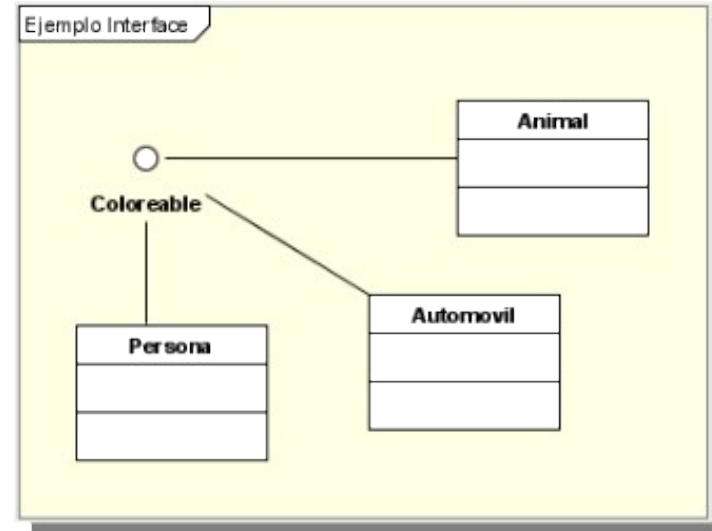 Ejemplo Interface
Animal
Coloreable
Automovil
Persona